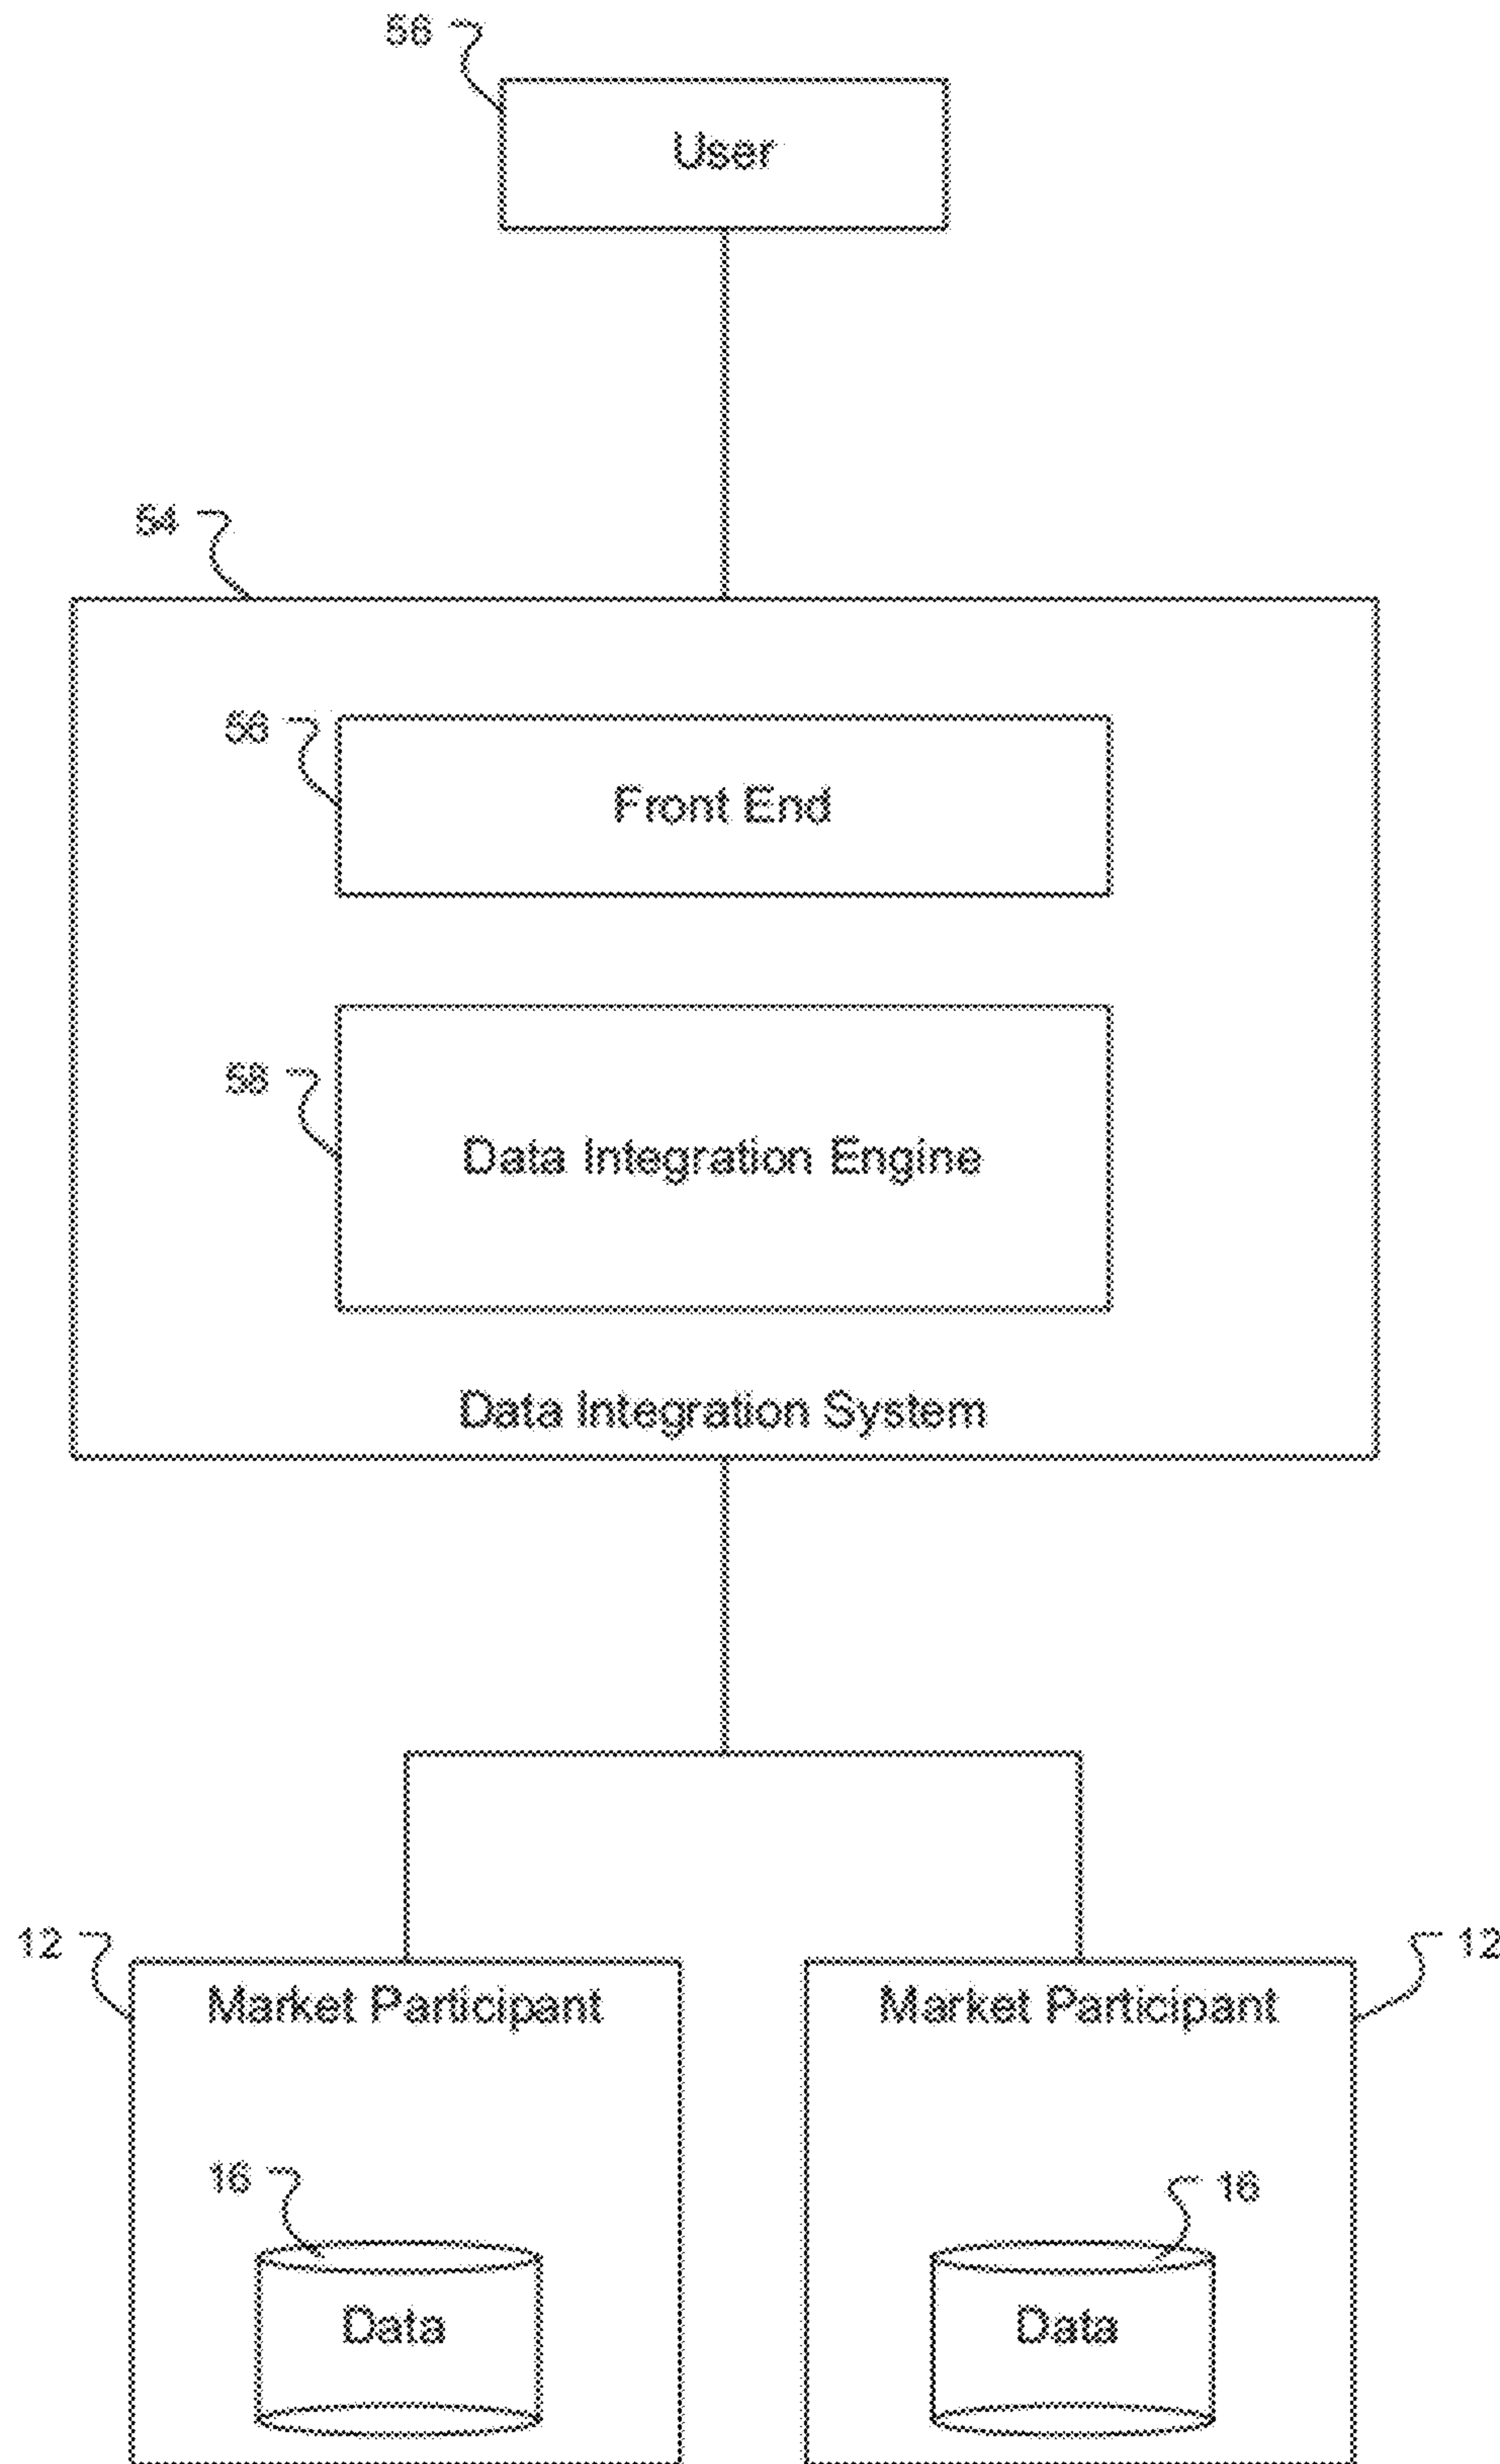 56
User
54
56
Front End
58
Data Integration Engine
Data Integration System
12
12
Market Participant
Market Participant
16
16
Data
Data